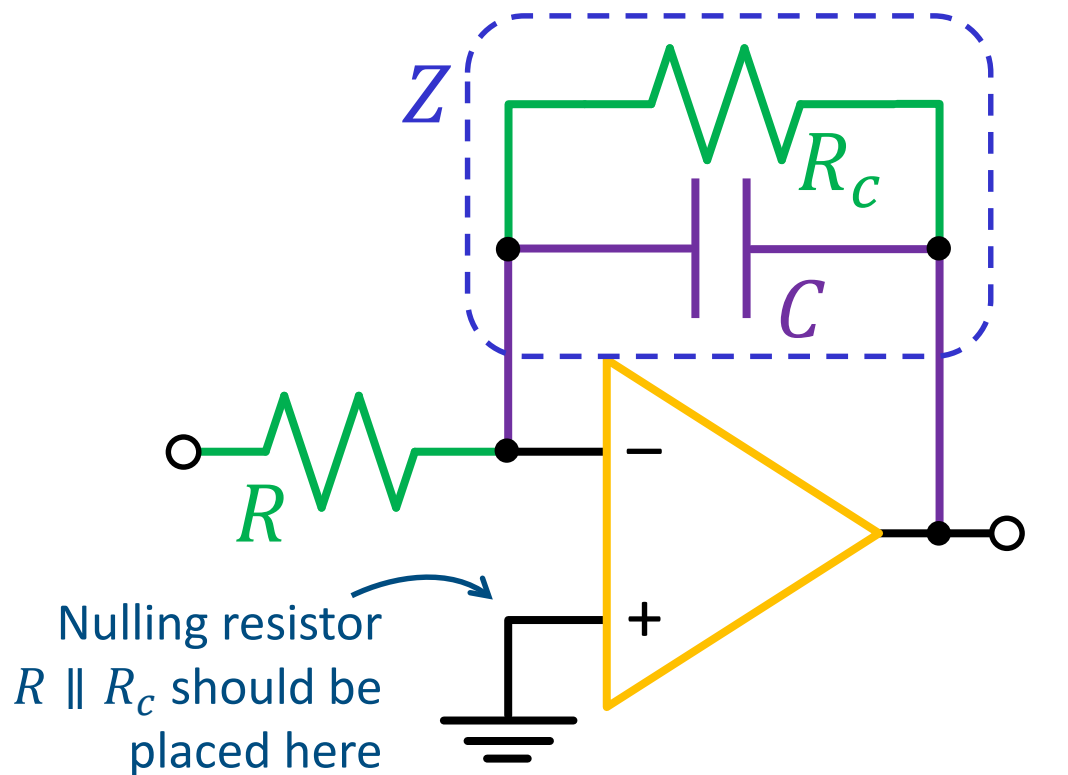 Z
R_c
C
−
R
+
Nulling resistor
R ∥ R_c should be
placed here